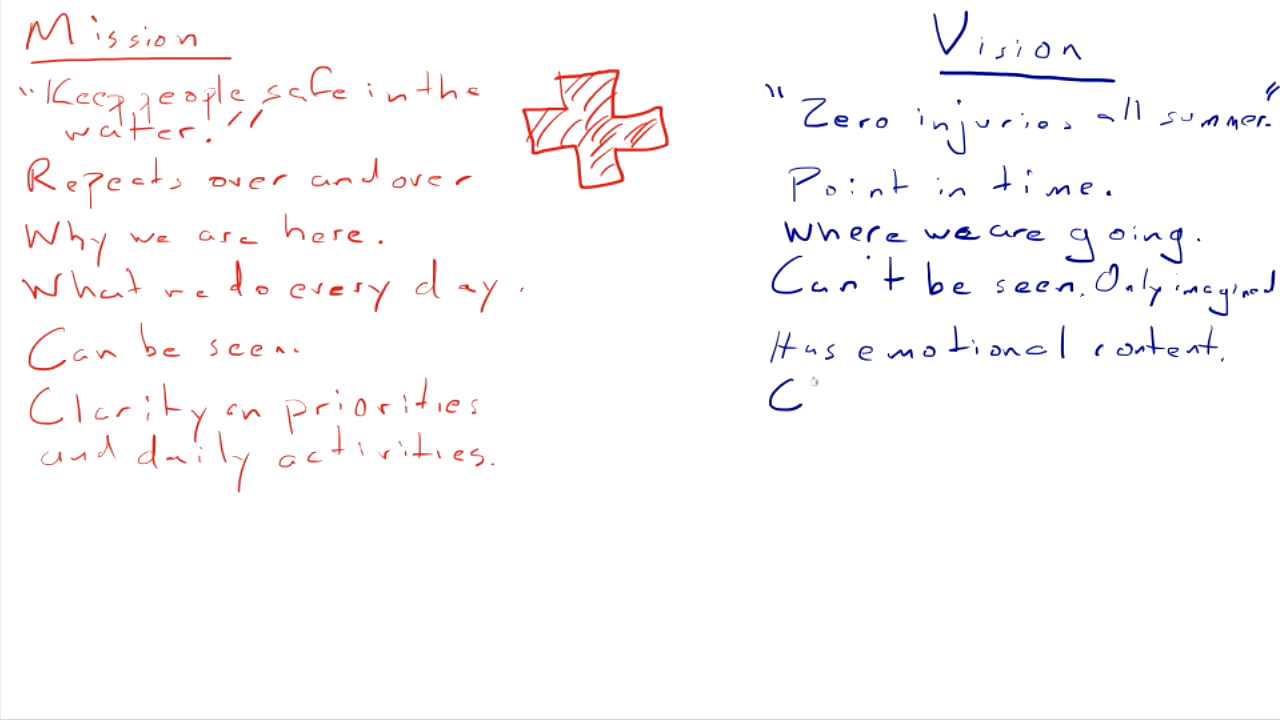 Mission
"Keep people safe in the
water."
Repeats over and over
Why we are here.
What we do every day.
Can be seen.
Clarity on priorities
and daily activities.
Vision
"Zero injuries all summer."
Point in time.
Where we are going.
Can't be seen. Only imagined
Has emotional content.
C